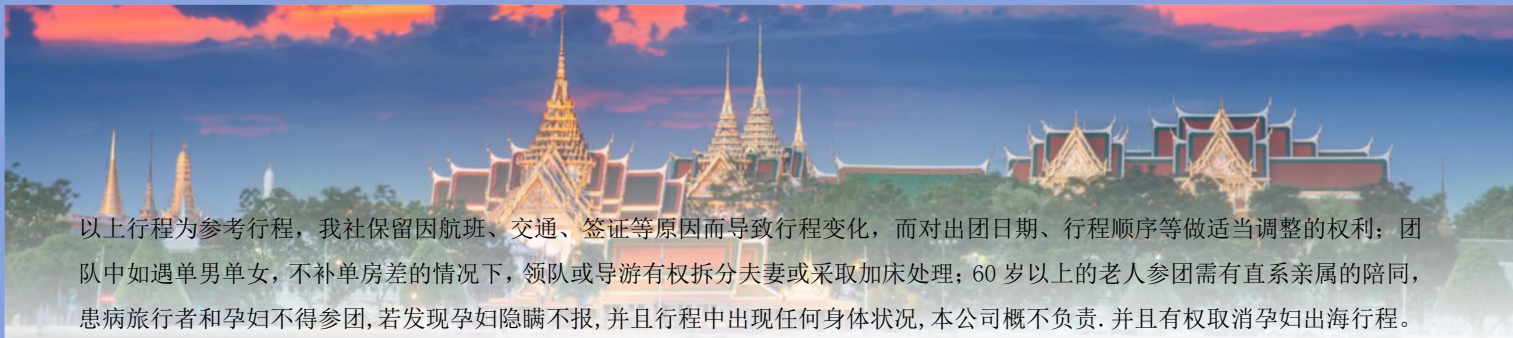 以上行程为参考行程，我社保留因航班、交通、签证等原因而导致行程变化，而对出团日期、行程顺序等做适当调整的权利；团
队中如遇单男单女，不补单房差的情况下，领队或导游有权拆分夫妻或采取加床处理；60 岁以上的老人参团需有直系亲属的陪同，
患病旅行者和孕妇不得参团,若发现孕妇隐瞒不报,并且行程中出现任何身体状况,本公司概不负责.并且有权取消孕妇出海行程。